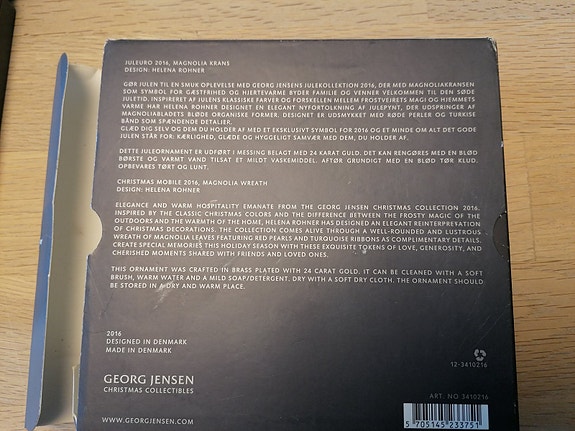 JULEURO 2016, MAGNOLIA KRANS
DESIGN: HELENA ROHNER
GØR JULEN TIL EN SMUK OPLEVELSE MED GEORG JENSENS JULEKOLLEKTION 2016, DER MED MAGNOLIAKRANSEN
SOM SYMBOL FOR GÆSTFRIHED OG HJERTEVARME BYDER FAMILIE OG VENNER VELKOMMEN TIL DEN SØDE
JULETID. INSPIRERET AF JULENS KLASSISKE FARVER OG FORSKELLEN MELLEM FROSTVEJRETS MAGI OG HJEMMETS
VARME HAR HELENA ROHNER DESIGNET EN ELEGANT NYFORTOLKNING AF JULEPYNT, DER UDSPRINGER AF
MAGNOLIABLADETS BLØDE ORGANISKE FORMER. DESIGNET ER UDSMYKKET MED RØDE PERLER OG TURKISE
BÅND SOM SPÆNDENDE DETALJER.
GLÆD DIG SELV OG DEM DU HOLDER AF MED ET EKSKLUSIVT SYMBOL FOR 2016 OG ET MINDE OM ALT DET GODE
JULEN STÅR FOR: KÆRLIGHED, GLÆDE OG HYGGELIGT SAMVÆR MED DEM, DU HOLDER AF.
DETTE JULEORNAMENT ER UDFØRT I MESSING BELAGT MED 24 KARAT GULD. DET KAN RENGØRES MED EN BLØD
BØRSTE OG VARMT VAND TILSAT ET MILDT VASKEMIDDEL. AFTØR GRUNDIGT MED EN BLØD TØR KLUD.
OPBEVARES TØRT OG LUNT.
CHRISTMAS MOBILE 2016, MAGNOLIA WREATH
DESIGN: HELENA ROHNER
ELEGANCE AND WARM HOSPITALITY EMANATE FROM THE GEORG JENSEN CHRISTMAS COLLECTION 2016.
INSPIRED BY THE CLASSIC CHRISTMAS COLORS AND THE DIFFERENCE BETWEEN THE FROSTY MAGIC OF THE
OUTDOORS AND THE WARMTH OF THE HOME, HELENA ROHNER HAS DESIGNED AN ELEGANT REINTERPRETATION
OF CHRISTMAS DECORATIONS. THE COLLECTION COMES ALIVE THROUGH A WELL-ROUNDED AND LUSTROUS
WREATH OF MAGNOLIA LEAVES FEATURING RED PEARLS AND TURQUOISE RIBBONS AS COMPLIMENTARY DETAILS.
CREATE SPECIAL MEMORIES THIS HOLIDAY SEASON WITH THESE EXQUISITE TOKENS OF LOVE, GENEROSITY, AND
CHERISHED MOMENTS SHARED WITH FRIENDS AND LOVED ONES.
THIS ORNAMENT WAS CRAFTED IN BRASS PLATED WITH 24 CARAT GOLD. IT CAN BE CLEANED WITH A SOFT
BRUSH, WARM WATER AND A MILD SOAP/DETERGENT. DRY WITH A SOFT DRY CLOTH. THE ORNAMENT SHOULD
BE STORED IN A DRY AND WARM PLACE.
2016
DESIGNED IN DENMARK
MADE IN DENMARK
12-3410216
GEORG JENSEN
CHRISTMAS COLLECTIBLES
ART. NO 3410216
WWW.GEORGJENSEN.COM
5 705145 233751